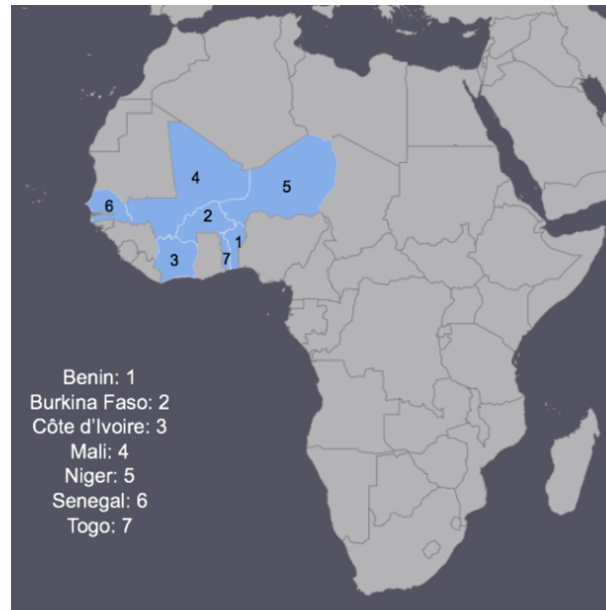 4
5
6
2
1
3
7
Benin: 1
Burkina Faso: 2
Côte d'Ivoire: 3
Mali: 4
Niger: 5
Senegal: 6
Togo: 7